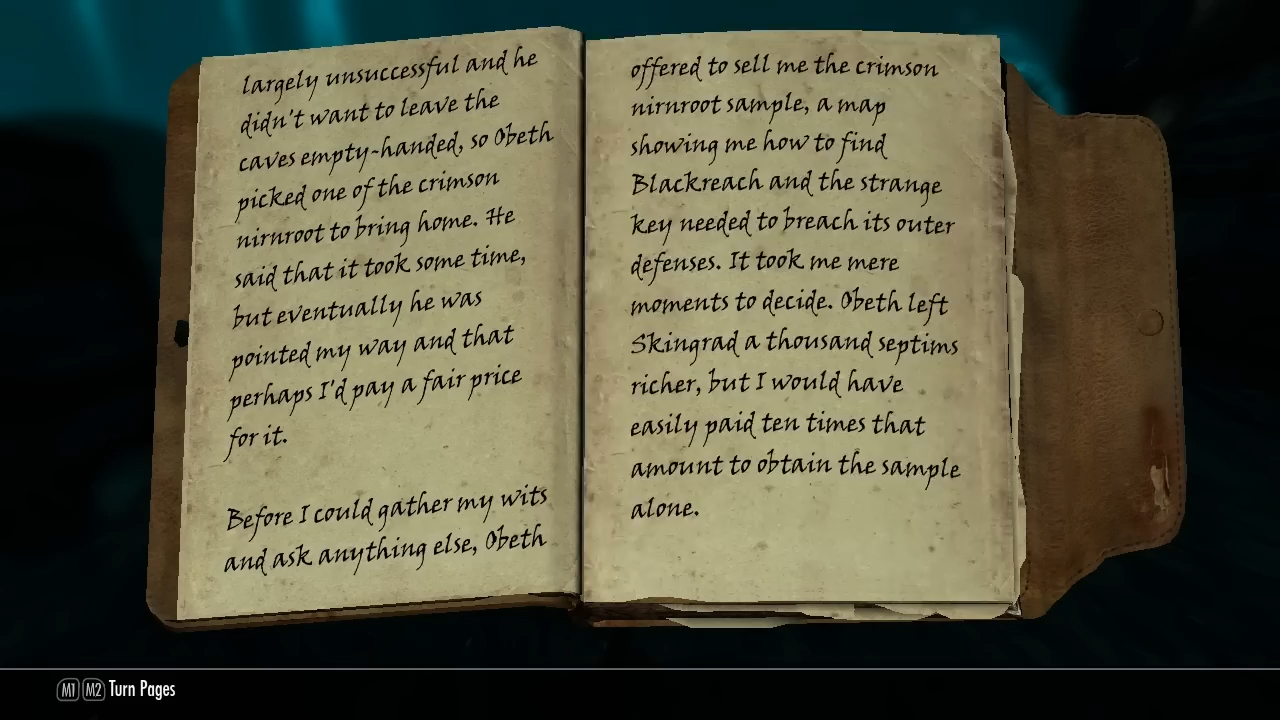 largely unsuccessful and he
didn't want to leave the
caves empty-handed, so Obeth
picked one of the crimson
nirnroot to bring home. He
said that it took some time,
but eventually he was
pointed my way and that
perhaps I'd pay a fair price
for it.
Before I could gather my wits
and ask anything else, Obeth
offered to sell me the crimson
nirnroot sample, a map
showing me how to find
Blackreach and the strange
key needed to breach its outer
defenses. It took me mere
moments to decide. Obeth left
Skingrad a thousand septims
richer, but I would have
easily paid ten times that
amount to obtain the sample
alone.
M1 M2 Turn Pages